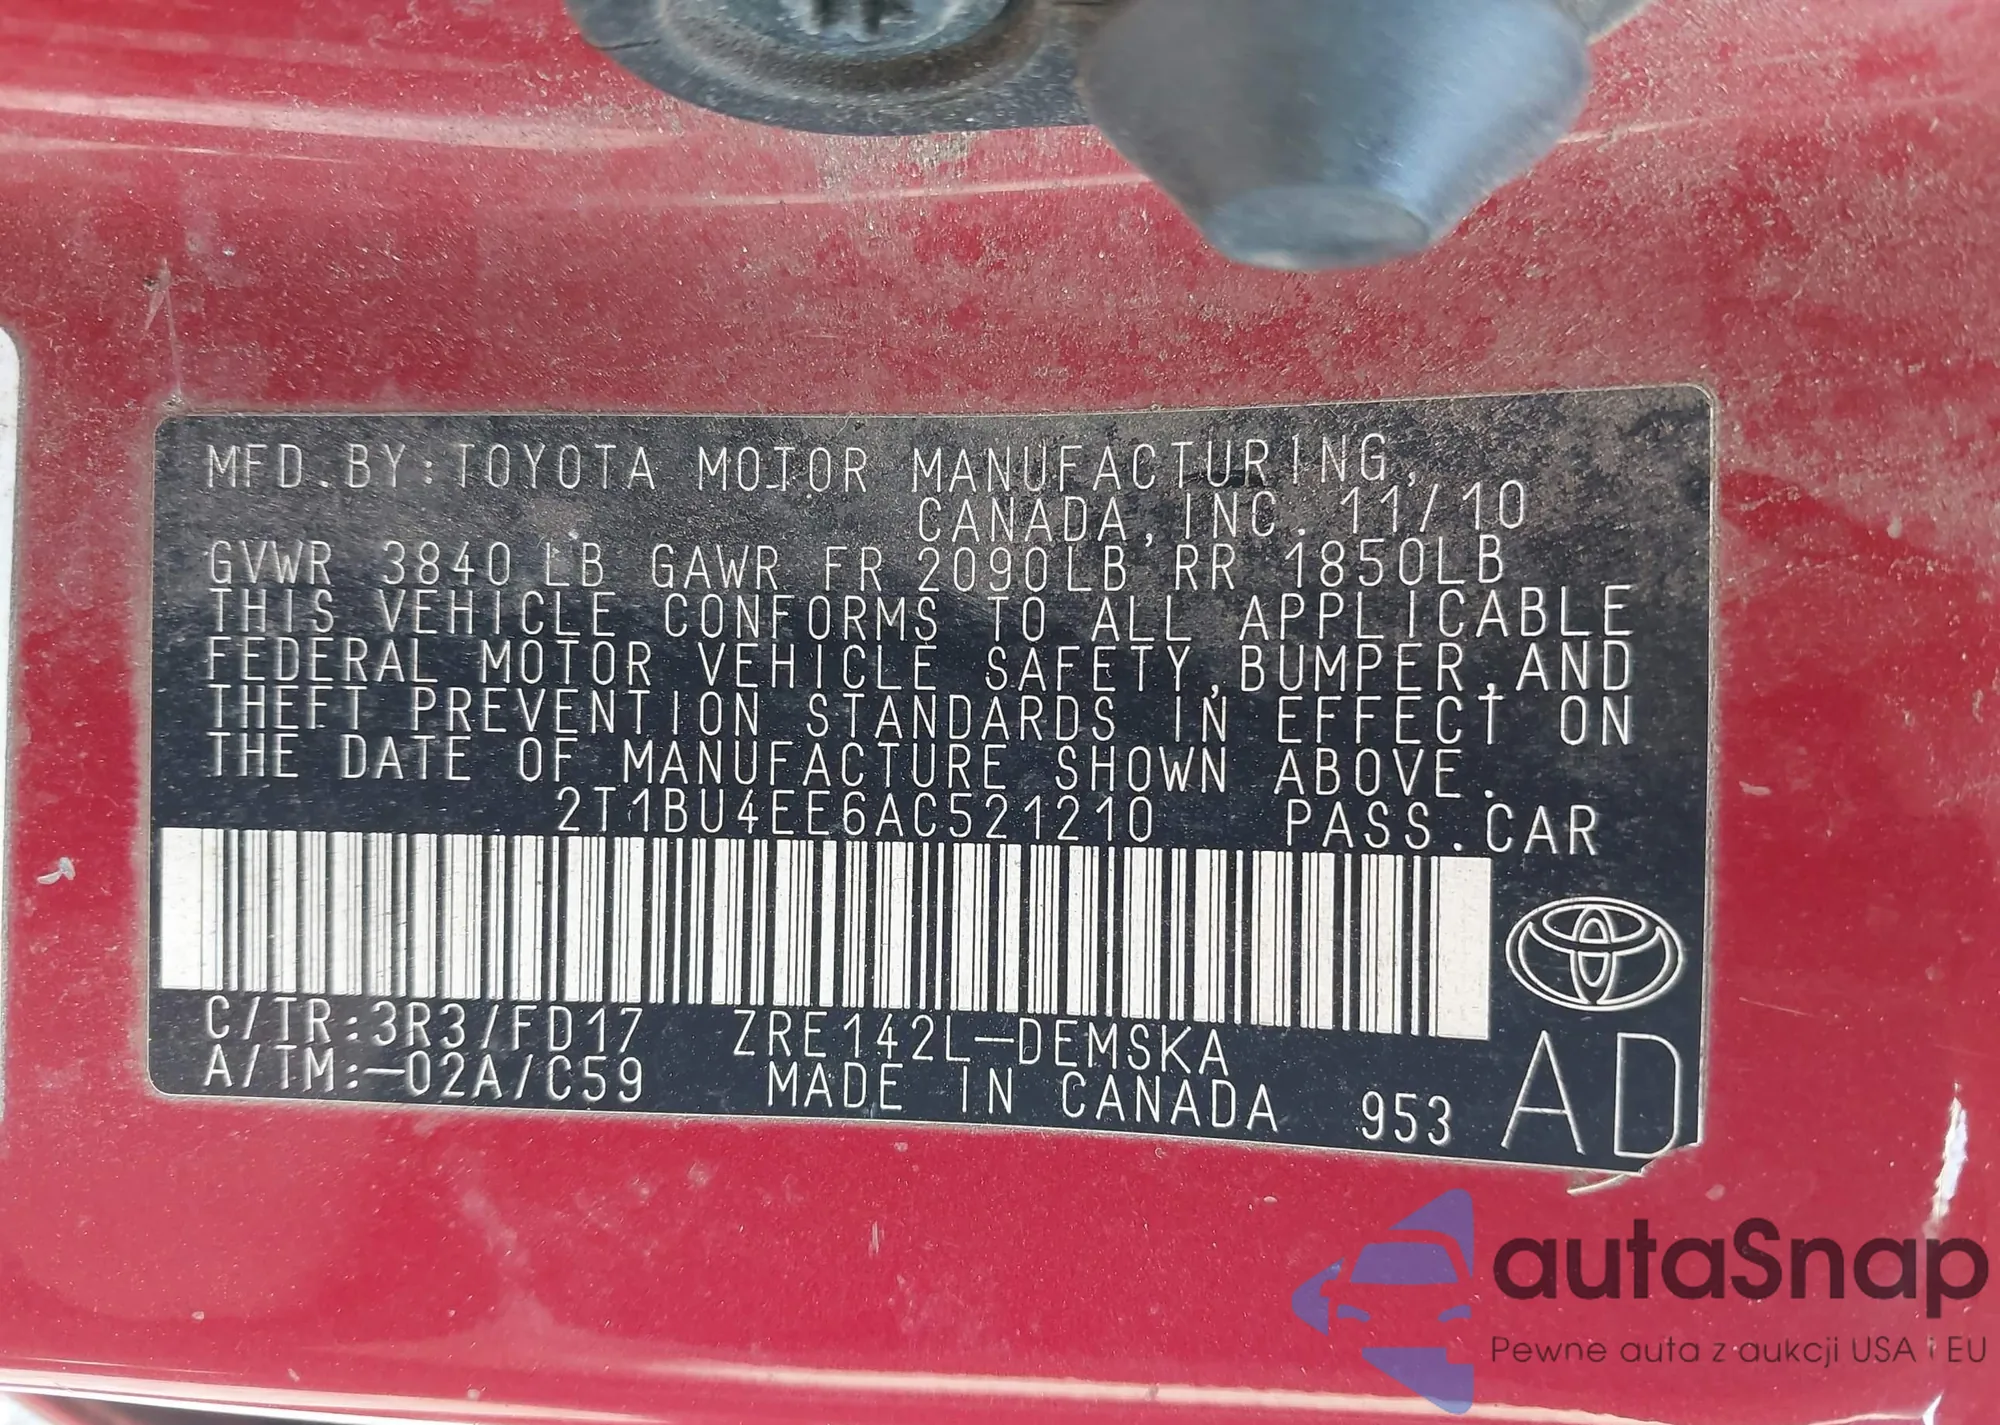 MFD.BY:TOYOTA MOTOR MANUFACTURING,
CANADA,INC. 11/10
GVWR 3840 LB GAWR FR 2090LB RR 1850LB
THIS VEHICLE CONFORMS TO ALL APPLICABLE
FEDERAL MOTOR VEHICLE SAFETY,BUMPER,AND
THEFT PREVENTION STANDARDS IN EFFECT ON
THE DATE OF MANUFACTURE SHOWN ABOVE.
2T1BU4EE6AC521210 PASS.CAR
C/TR:3R3/FD17 ZRE142L-DEMSKA
A/TM:-02A/C59 MADE IN CANADA 953
AD
autaSnap
Pewne auta z aukcji USA i EU